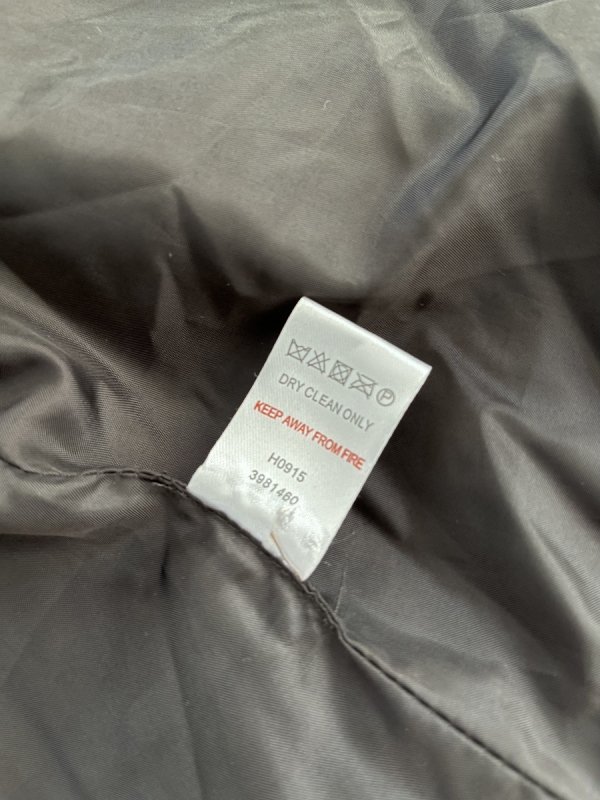 P
DRY CLEAN ONLY
KEEP AWAY FROM FIRE
H0915
3981460